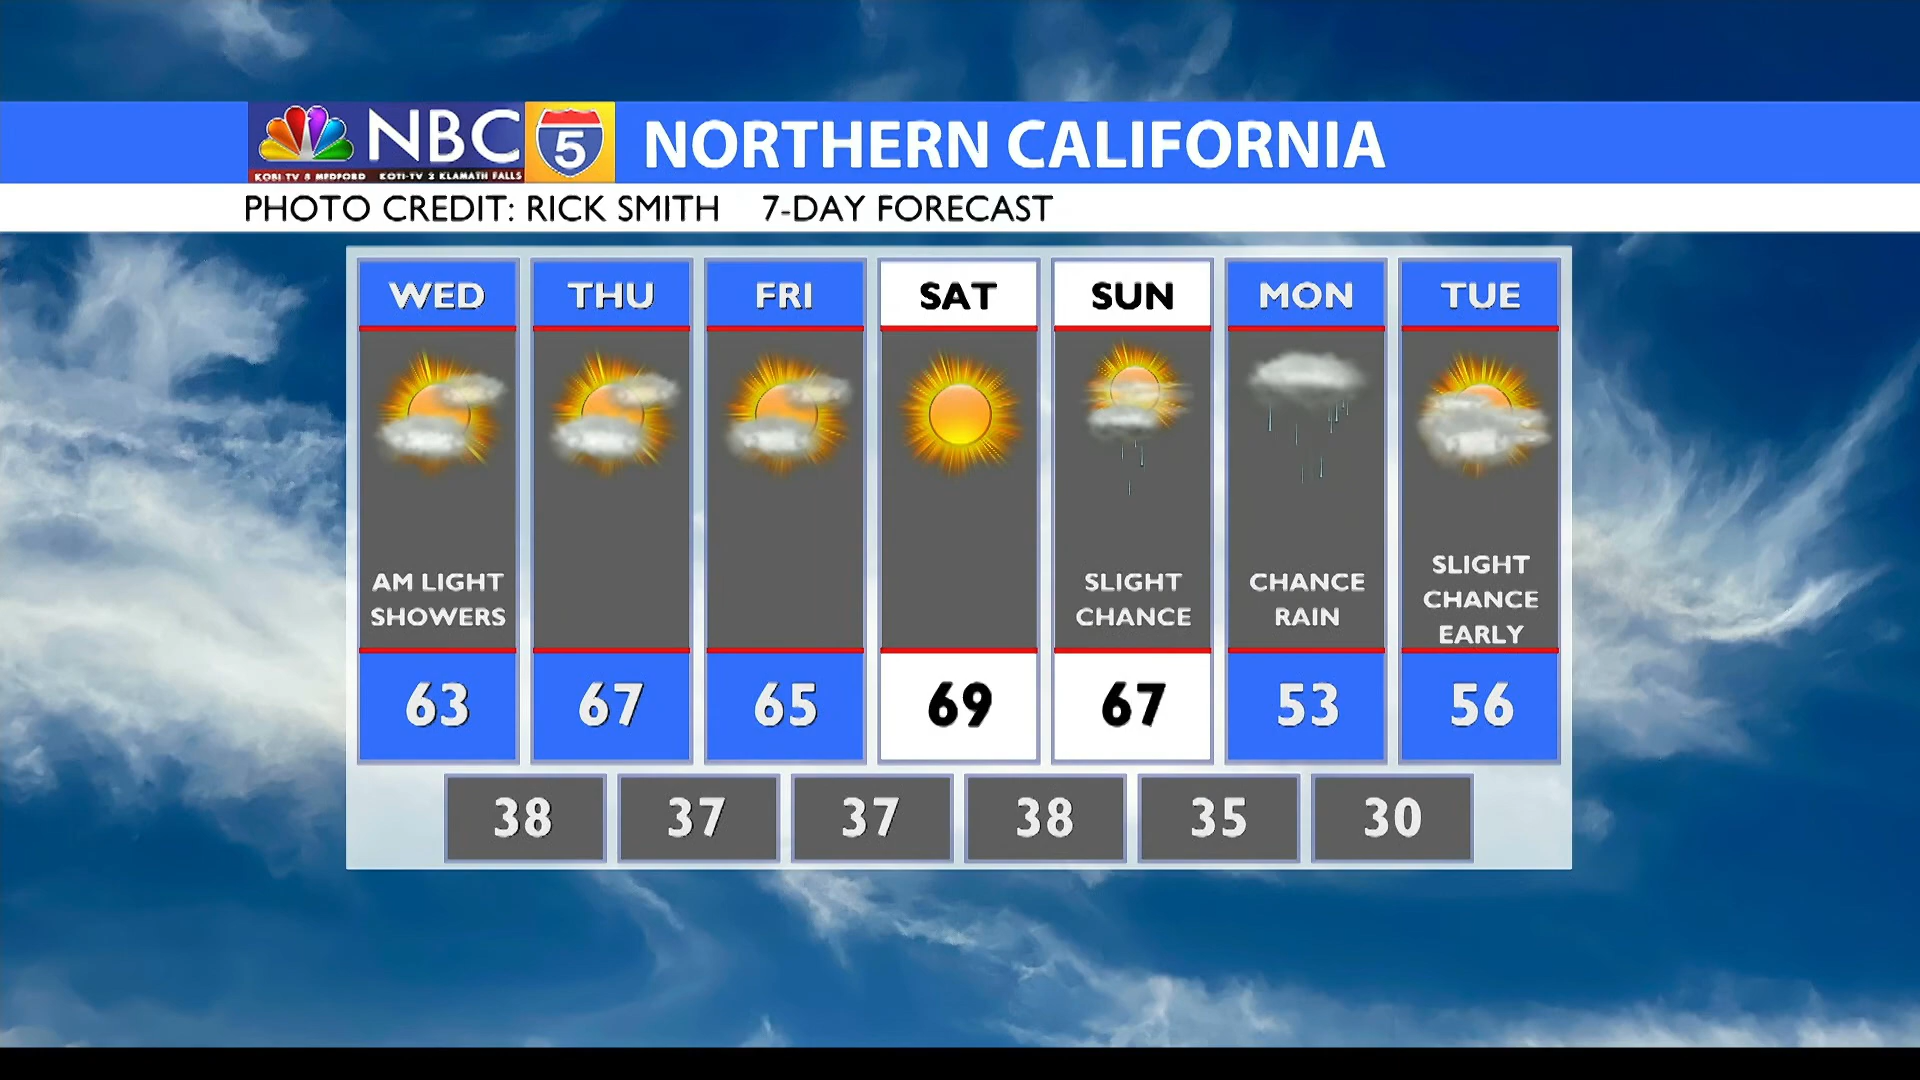 NBC 5 NORTHERN CALIFORNIA
KOBI-TV 5 MEDFORD KOTI-TV 2 KLAMATH FALLS
PHOTO CREDIT: RICK SMITH 7-DAY FORECAST
WED THU FRI SAT SUN MON TUE
AM LIGHT
SHOWERS
SLIGHT
CHANCE
CHANCE
RAIN
SLIGHT
CHANCE
EARLY
63 67 65 69 67 53 56
38 37 37 38 35 30